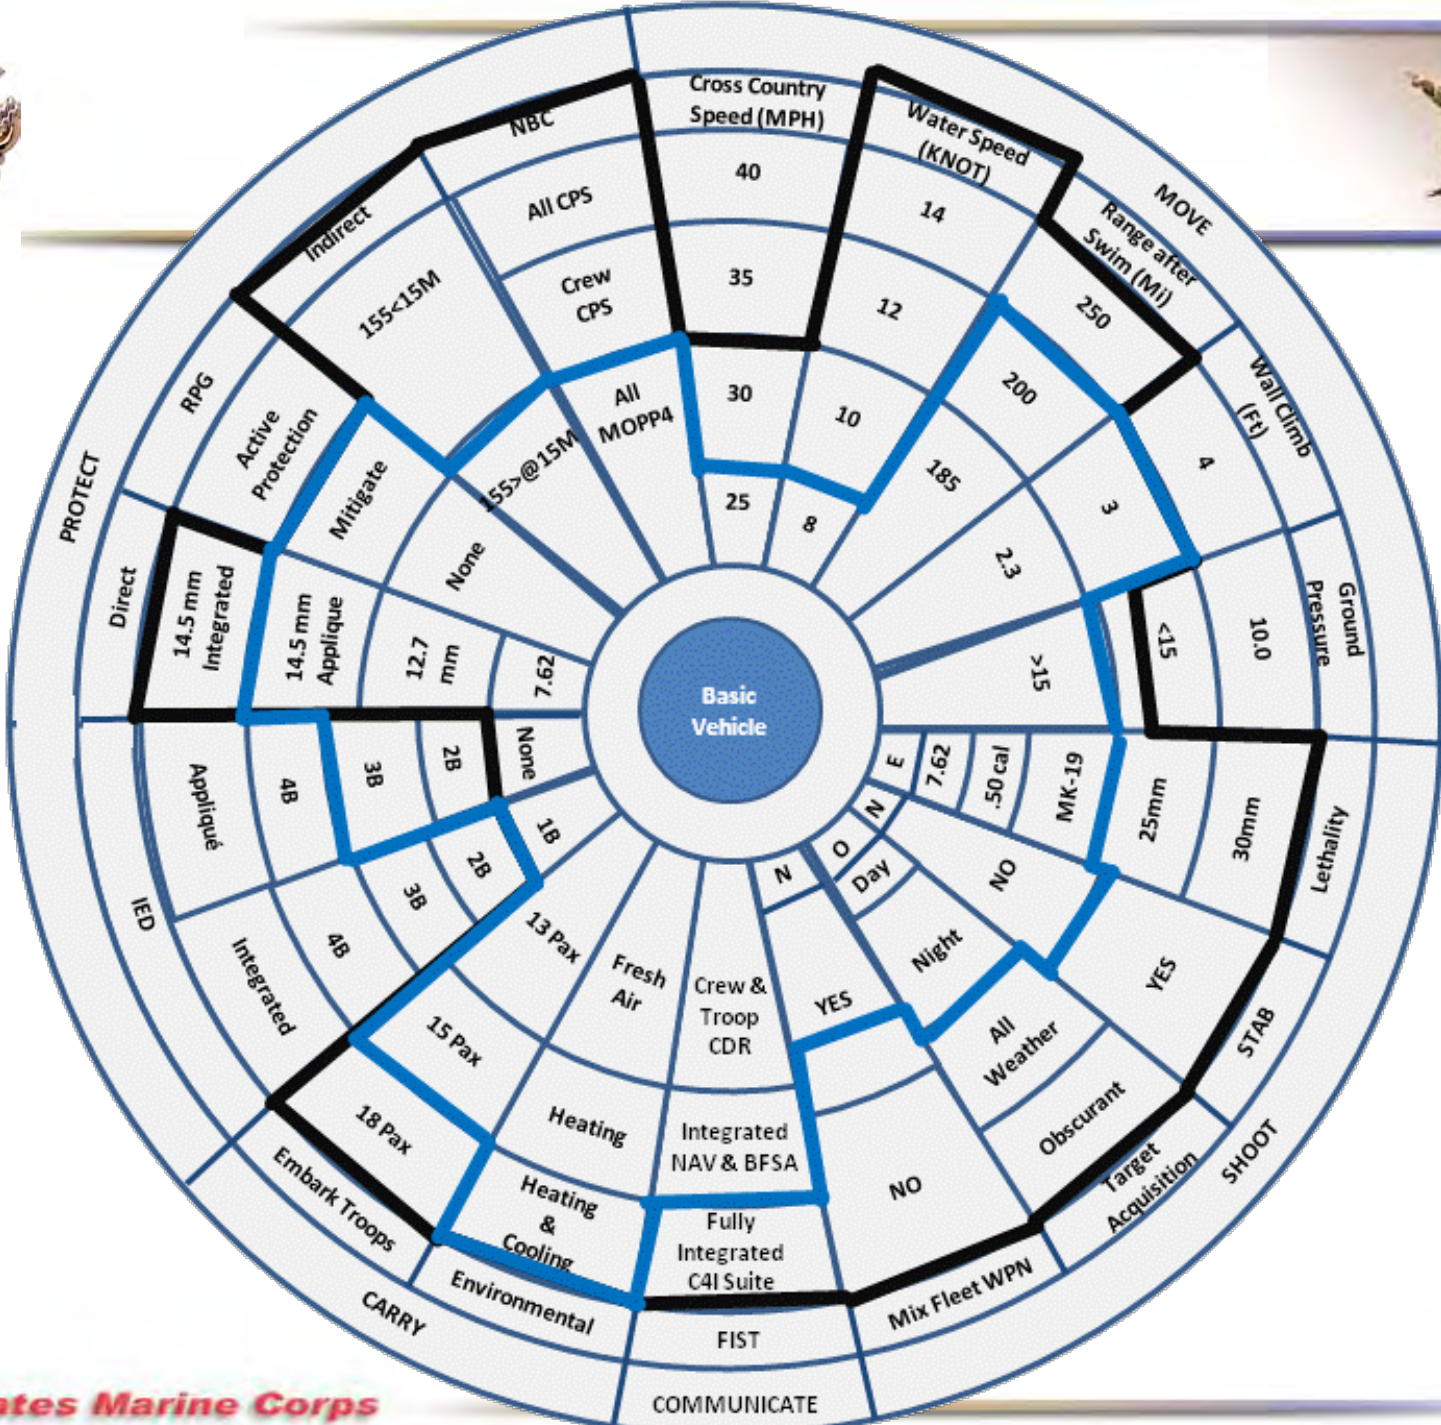 MOVE
Cross Country
Speed (MPH)
40
35
30
25
Water Speed
(KNOT)
14
12
10
8
Range after
Swim (Mi)
250
200
185
Wall Climb
(Ft)
4
3
2.3
Ground
Pressure
10.0
<15
>15
SHOOT
Lethality
30mm
25mm
MK-19
.50 cal
7.62
STAB
YES
NO
Target
Acquisition
Obscurant
All
Weather
Night
Day
Mix Fleet WPN
NO
YES
N
O
N
E
COMMUNICATE
FIST
Fully
Integrated
C4I Suite
Integrated
NAV & BFSA
Crew &
Troop
CDR
CARRY
Environmental
Heating
&
Cooling
Heating
Fresh
Air
Embark Troops
18 Pax
15 Pax
13 Pax
PROTECT
IED
Integrated
4B
3B
2B
1B
Appliqué
4B
3B
2B
None
Direct
14.5 mm
Integrated
14.5 mm
Applique
12.7
mm
7.62
RPG
Active
Protection
Mitigate
None
Indirect
155<15M
155>@15M
NBC
All CPS
Crew
CPS
All
MOPP4
Basic
Vehicle
ates Marine Corps